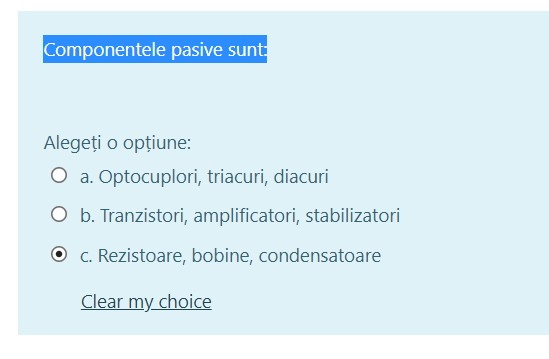 Componentele pasive sunt:
Alegeți o opțiune:
a. Optocuplori, triacuri, diacuri
b. Tranzistori, amplificatori, stabilizatori
c. Rezistoare, bobine, condensatoare
Clear my choice